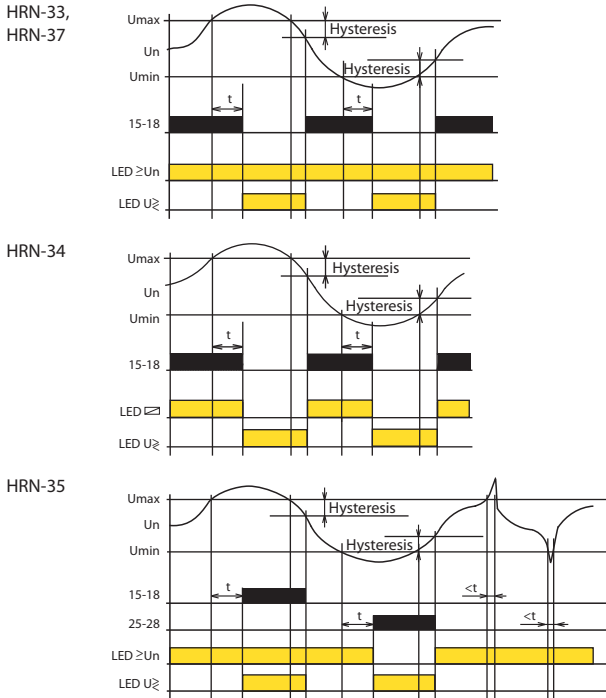 HRN-33,
HRN-37
Umax
Hysteresis
Un
Hysteresis
Umin
t
t
15-18
LED ≥Un
LED U≷
HRN-34
Umax
Hysteresis
Un
Hysteresis
Umin
t
t
15-18
LED
LED U≷
HRN-35
Umax
Hysteresis
Un
Hysteresis
Umin
t
<t
15-18
t
<t
25-28
LED ≥Un
LED U≷